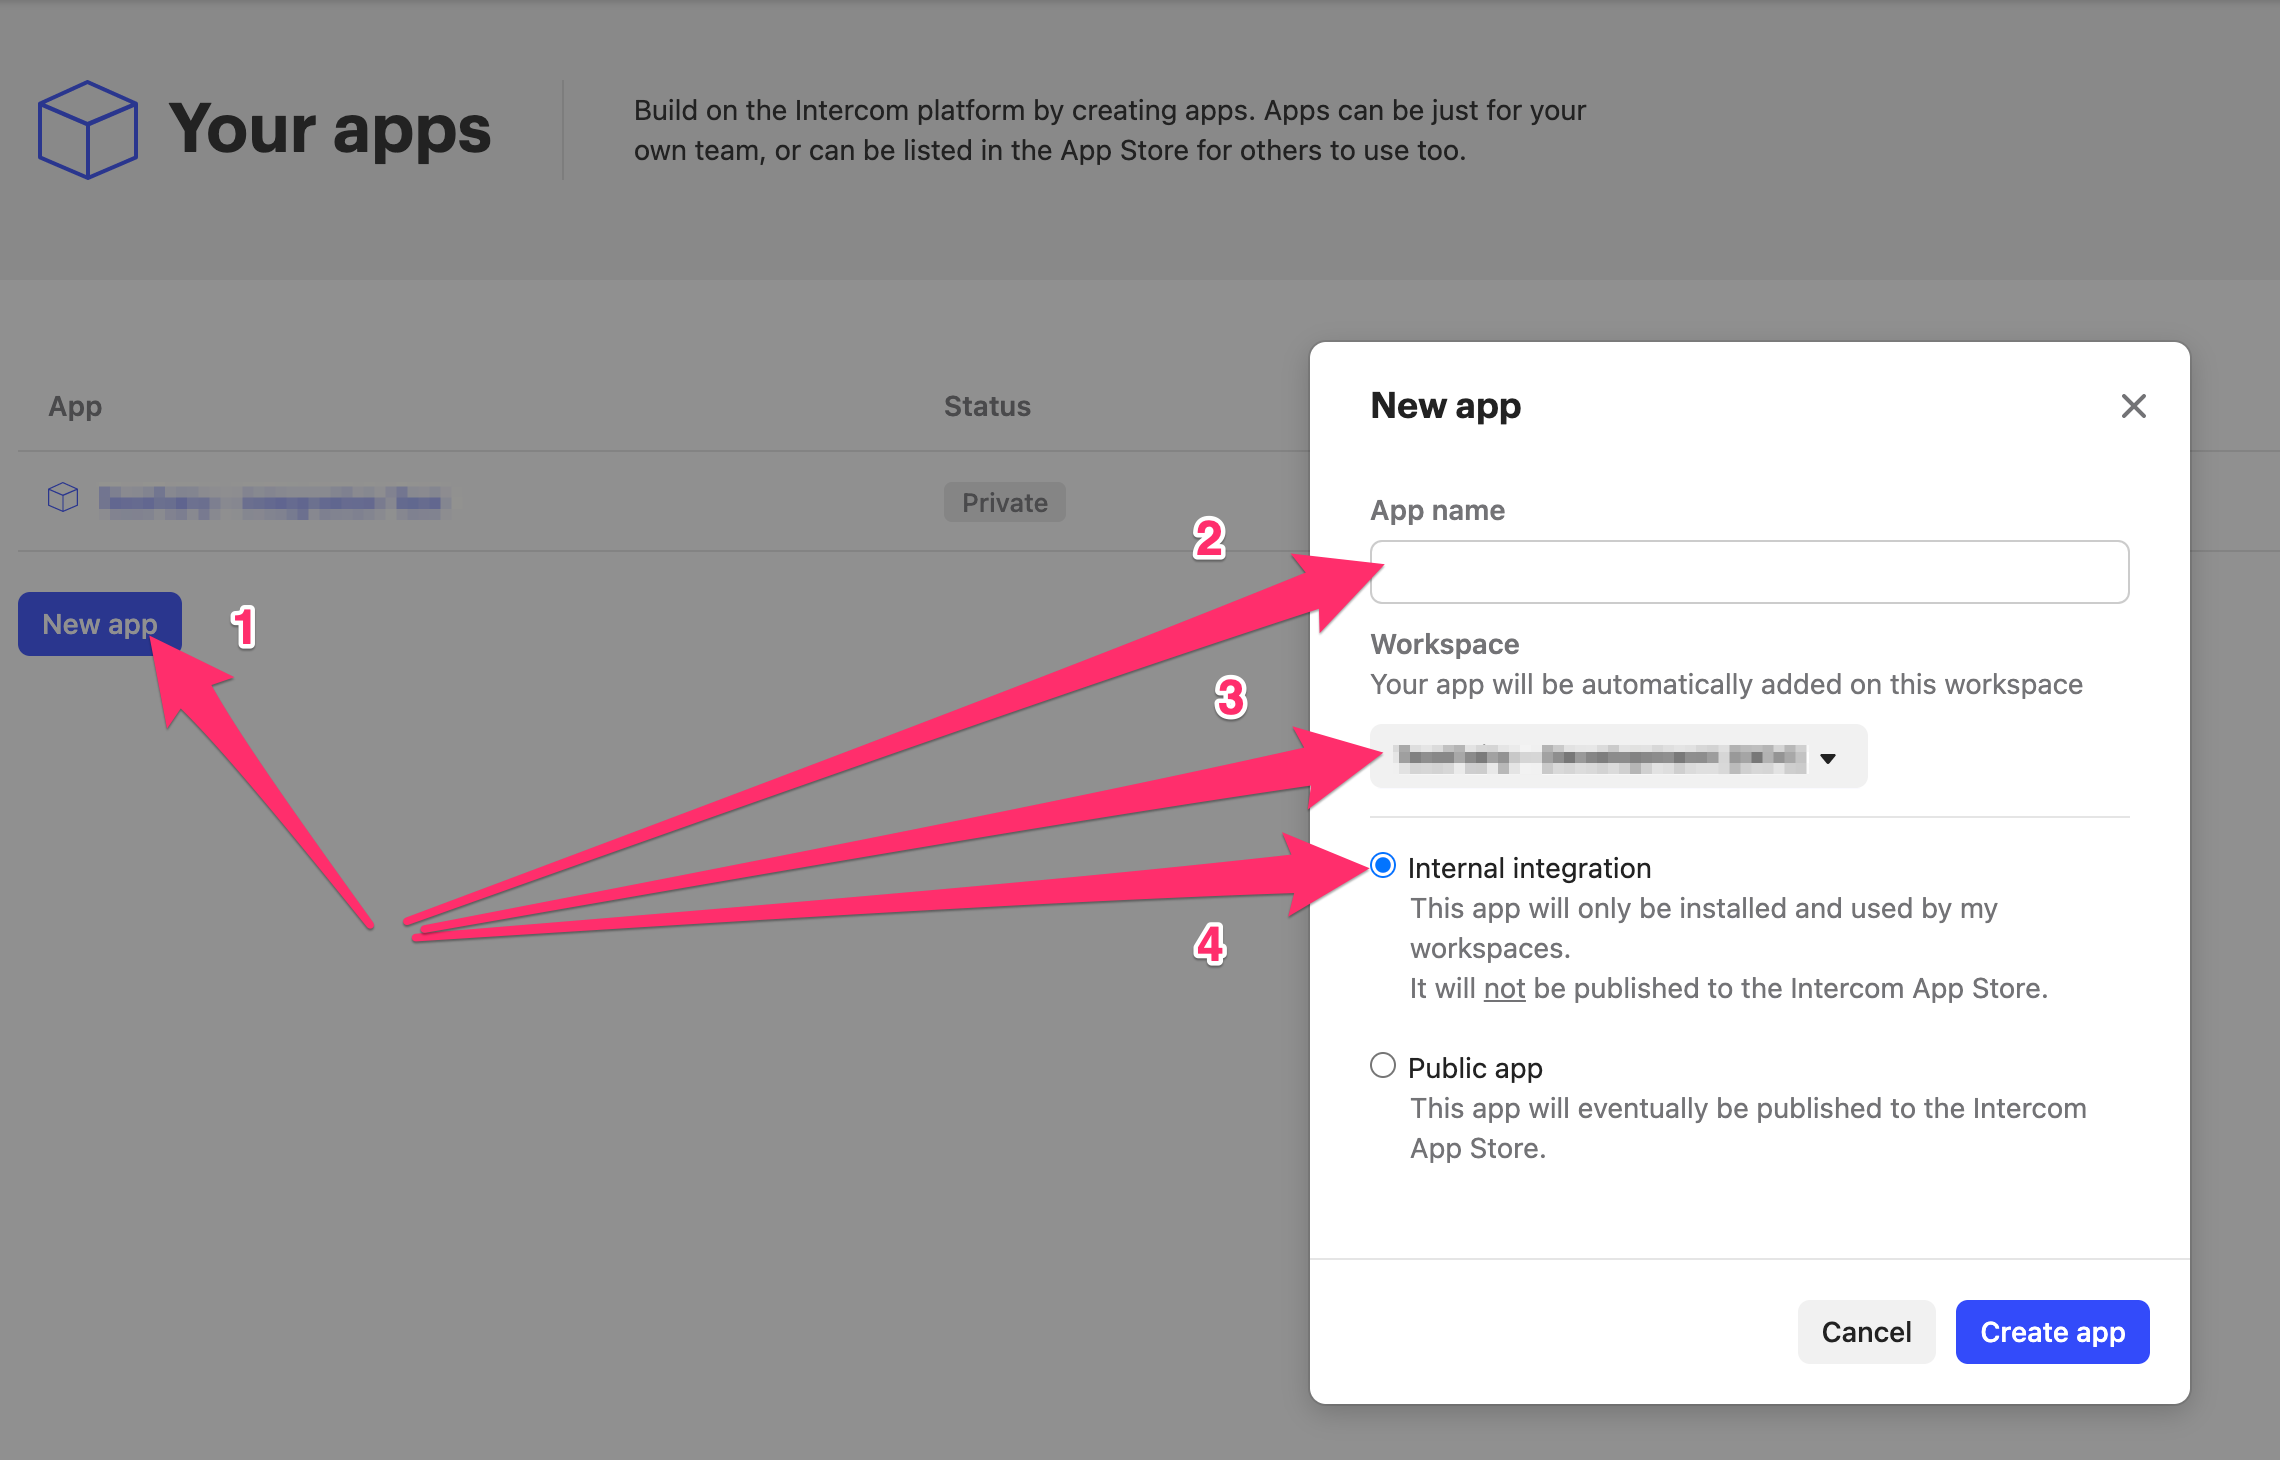 Your apps
Build on the Intercom platform by creating apps. Apps can be just for your
own team, or can be listed in the App Store for others to use too.
App
Status
Private
New app
1
2
3
4
New app
App name
Workspace
Your app will be automatically added on this workspace
Internal integration
This app will only be installed and used by my
workspaces.
It will not be published to the Intercom App Store.
Public app
This app will eventually be published to the Intercom
App Store.
Cancel
Create app